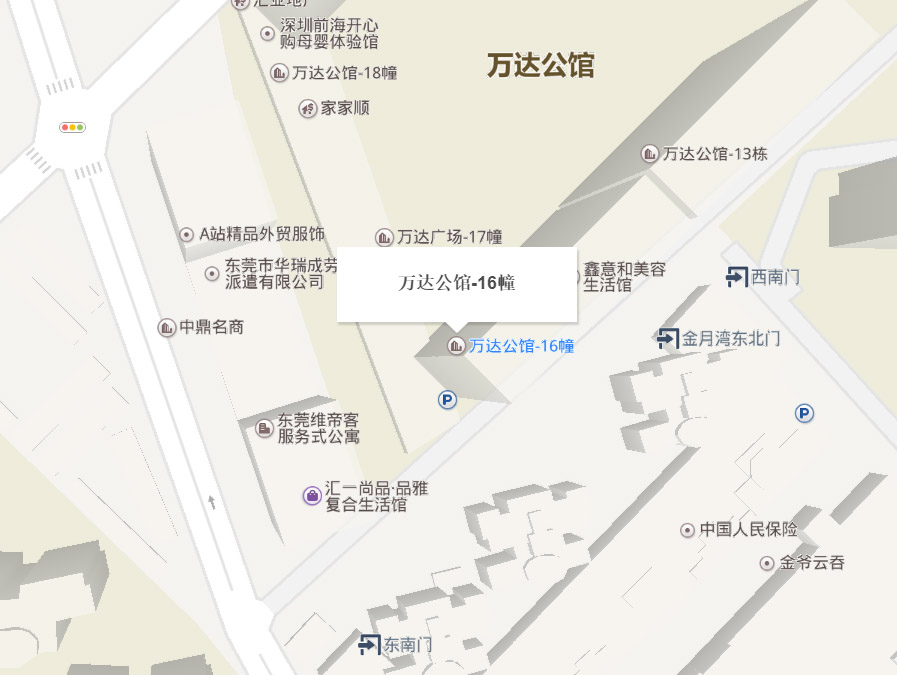 汇业地产
深圳前海开心
购母婴体验馆
万达公馆
万达公馆-18幢
家家顺
万达公馆-13栋
A站精品外贸服饰
万达广场-17幢
东莞市华瑞成劳
派遣有限公司
鑫意和美容
生活馆
西南门
万达公馆-16幢
中鼎名商
金月湾东北门
万达公馆-16幢
P
P
东莞维帝客
服务式公寓
汇一尚品·品雅
复合生活馆
中国人民保险
金爷云吞
东南门